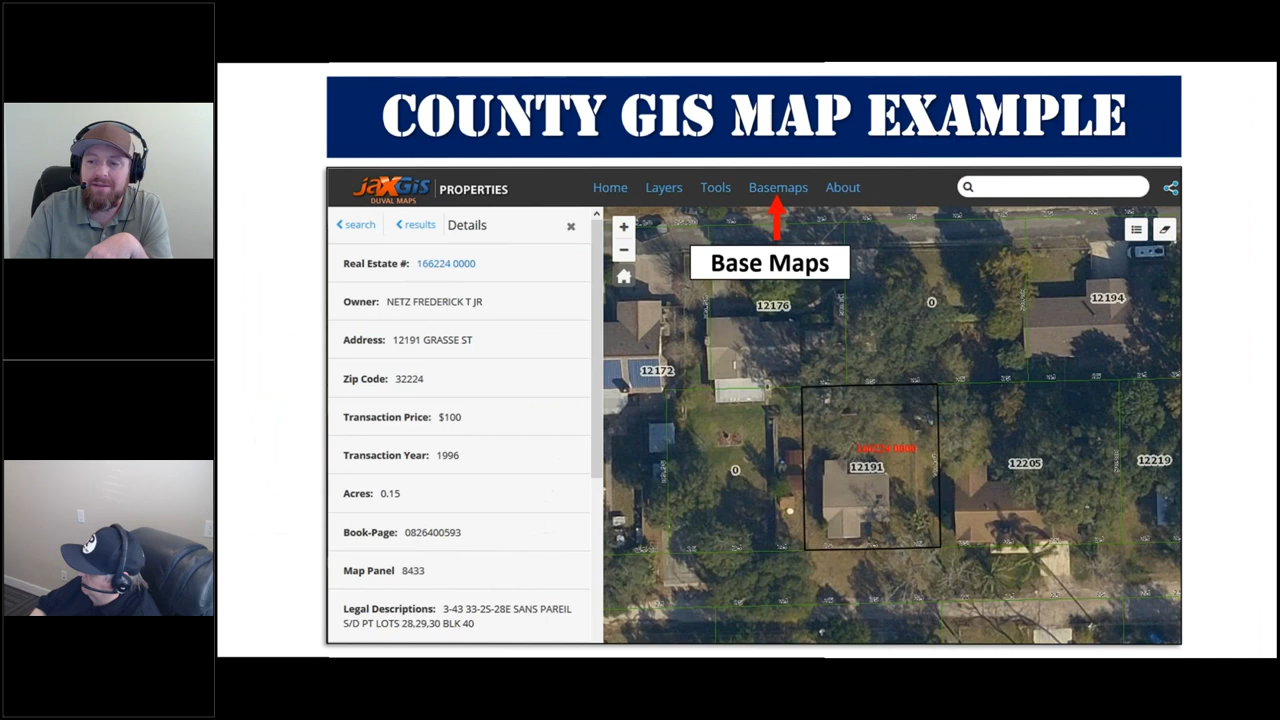 COUNTY GIS MAP EXAMPLE
jaXGis
DUVAL MAPS
PROPERTIES
Home Layers Tools Basemaps About
search results Details
Real Estate #: 166224 0000
Owner: NETZ FREDERICK T JR
Address: 12191 GRASSE ST
Zip Code: 32224
Transaction Price: $100
Transaction Year: 1996
Acres: 0.15
Book-Page: 0826400593
Map Panel 8433
Legal Descriptions: 3-43 33-2S-28E SANS PAREIL
S/D PT LOTS 28,29,30 BLK 40
Base Maps
12176
0
12194
12172
166224 0000
12191
0
12205
12219